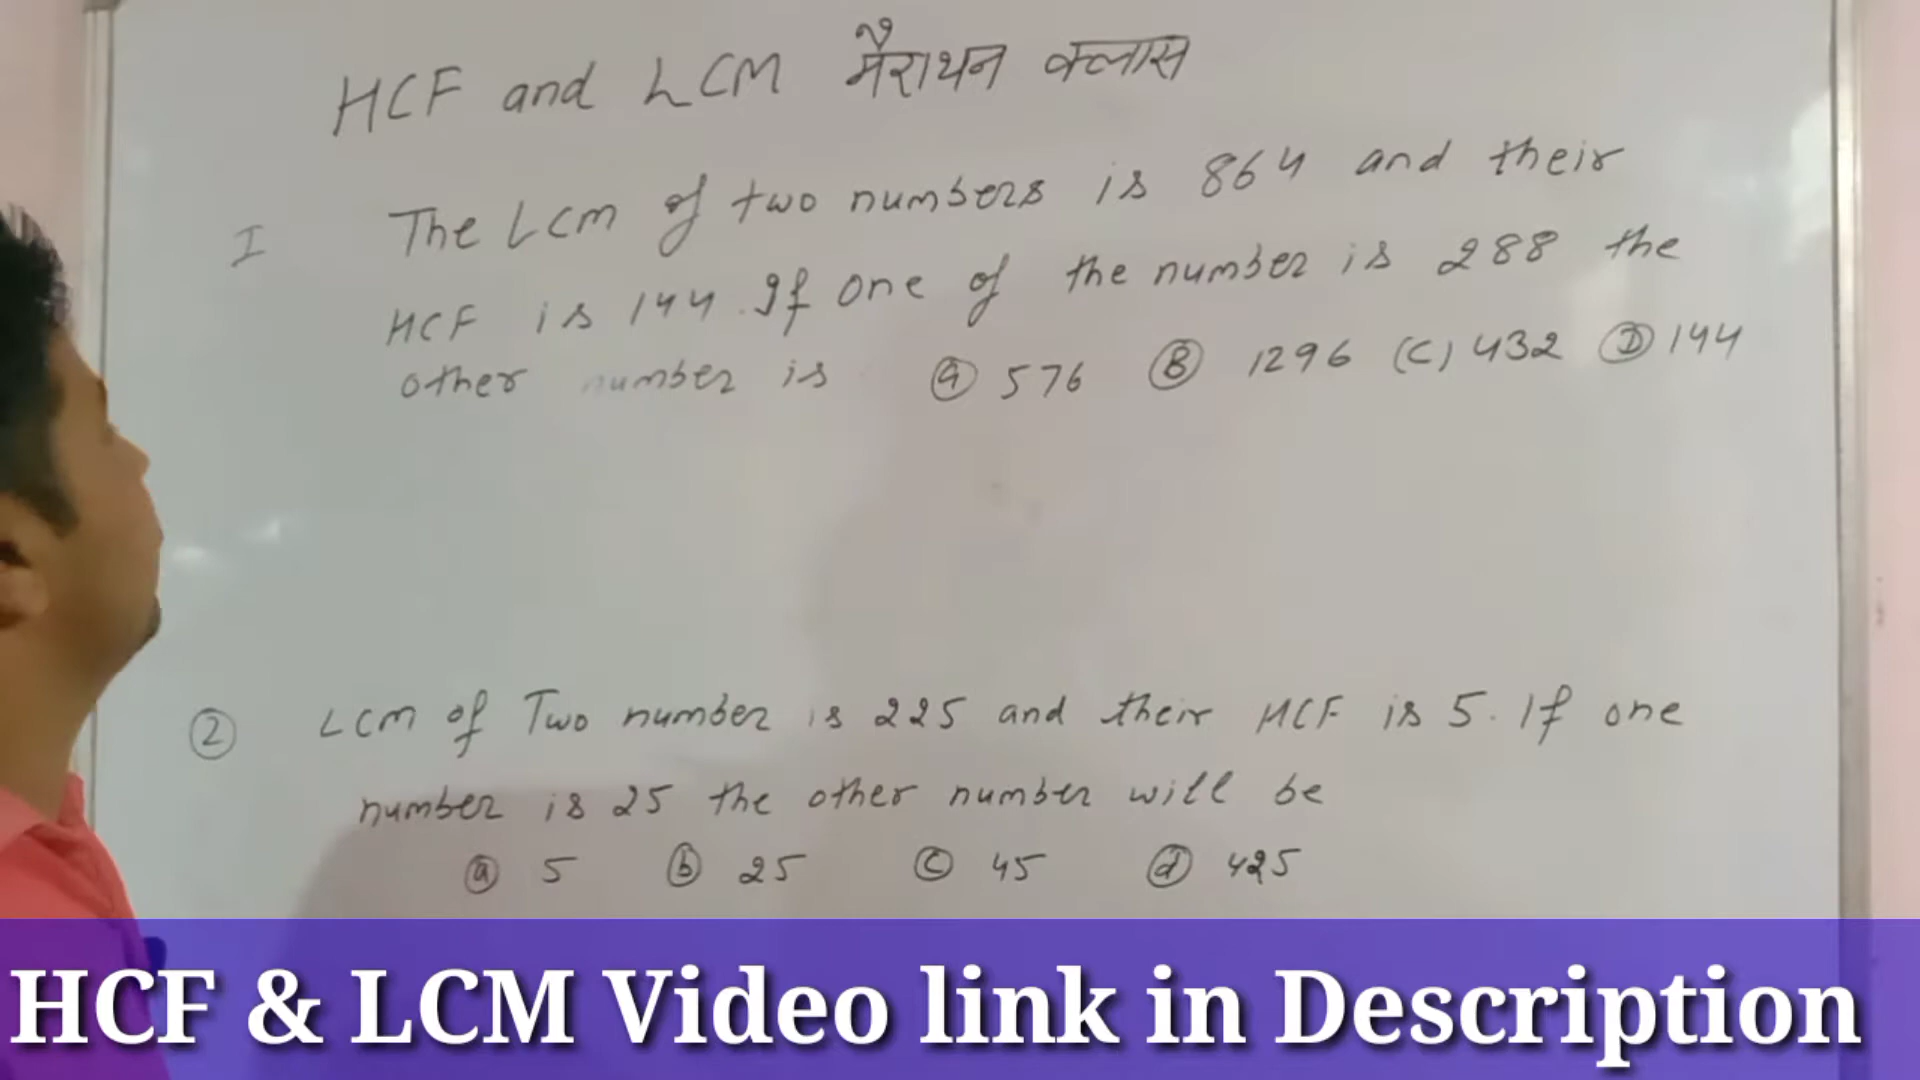 HCF and LCM मैराथन क्लास
I The Lcm of two numbers is 864 and their
HCF is 144. If one of the number is 288 the
other number is (a) 576 (B) 1296 (C) 432 (D) 144
(2) Lcm of Two number is 225 and their HCF is 5. If one
number is 25 the other number will be
(a) 5 (b) 25 (c) 45 (d) 425
HCF & LCM Video link in Description